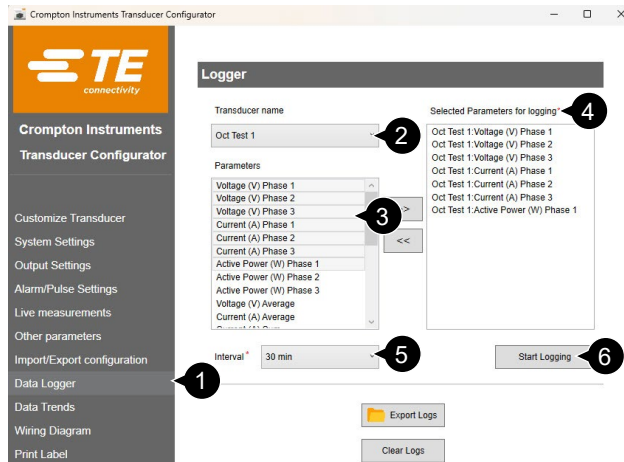 Crompton Instruments Transducer Configurator
TE
connectivity
Crompton Instruments
Transducer Configurator
Customize Transducer
System Settings
Output Settings
Alarm/Pulse Settings
Live measurements
Other parameters
Import/Export configuration
Data Logger
1
Data Trends
Wiring Diagram
Print Label
Logger
Transducer name
Oct Test 1
2
Parameters
Voltage (V) Phase 1
Voltage (V) Phase 2
Voltage (V) Phase 3
Current (A) Phase 1
Current (A) Phase 2
Current (A) Phase 3
Active Power (W) Phase 1
Active Power (W) Phase 2
Active Power (W) Phase 3
Voltage (V) Average
Current (A) Average
3
>
<<
Selected Parameters for logging*
4
Oct Test 1:Voltage (V) Phase 1
Oct Test 1:Voltage (V) Phase 2
Oct Test 1:Voltage (V) Phase 3
Oct Test 1:Current (A) Phase 1
Oct Test 1:Current (A) Phase 2
Oct Test 1:Current (A) Phase 3
Oct Test 1:Active Power (W) Phase 1
Interval* 30 min
5
Start Logging
6
Export Logs
Clear Logs